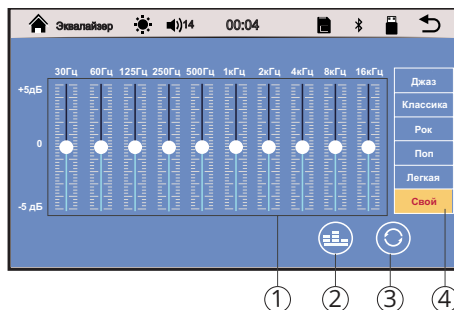 Эквалайзер 14 00:04
30Гц 60Гц 125Гц 250Гц 500Гц 1кГц 2кГц 4кГц 8кГц 16кГц
+5дБ
0
-5 дБ
Джаз
Классика
Рок
Поп
Легкая
Свой
1 2 3 4